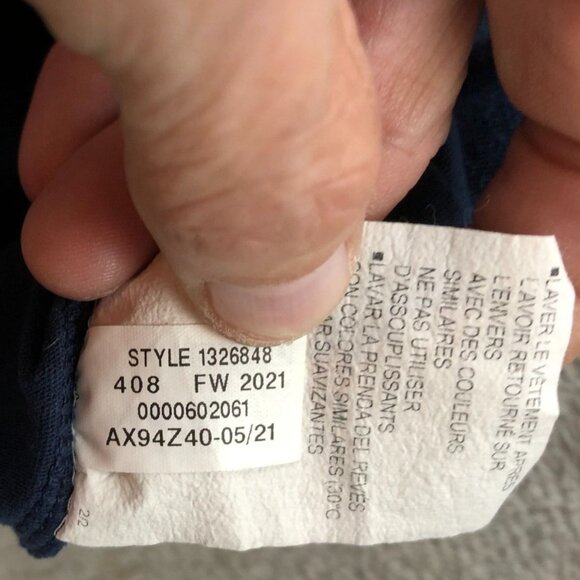 STYLE 1326848
408 FW 2021
0000602061
AX94Z40-05/21
22
■LAVER LE VÊTEMENT APRÈS
L'AVOIR RETOURNÉ SUR
L'ENVERS
AVEC DES COULEURS
SIMILAIRES
NE PAS UTILISER
D'ASSOUPLISSANTS
■LAVAR LA PRENDA DEL REVÉS
CON COLORES SIMILARES (30°C
SUAVIZANTES